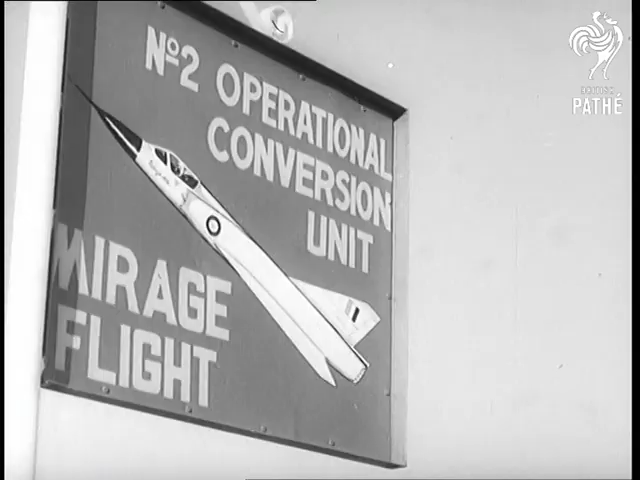 Nº2 OPERATIONAL
CONVERSION
UNIT
MIRAGE
FLIGHT
BRITISH
PATHÉ